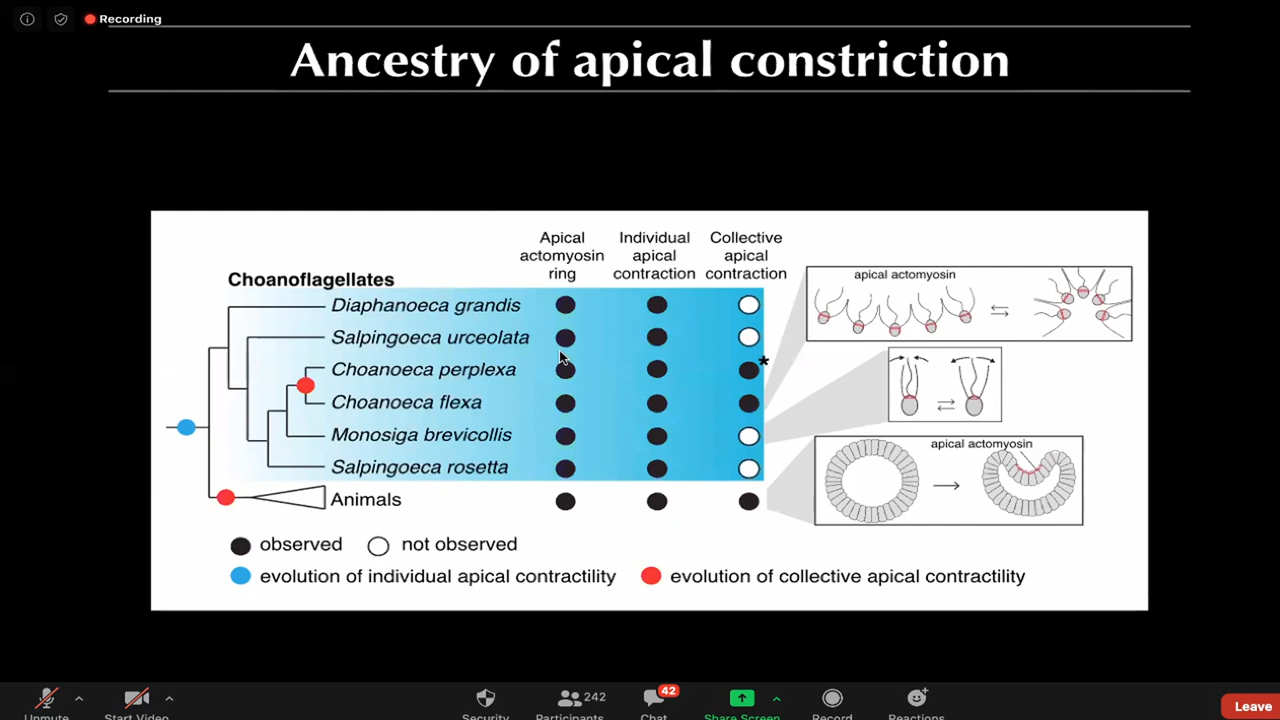 Recording
Ancestry of apical constriction
Apical actomyosin ring
Individual apical contraction
Collective apical contraction
Choanoflagellates
Diaphanoeca grandis
Salpingoeca urceolata
Choanoeca perplexa
*
Choanoeca flexa
Monosiga brevicollis
Salpingoeca rosetta
Animals
apical actomyosin
apical actomyosin
observed
not observed
evolution of individual apical contractility
evolution of collective apical contractility
Unmute
Start Video
Security
242
Participants
42
Chat
Share Screen
Record
Reactions
Leave